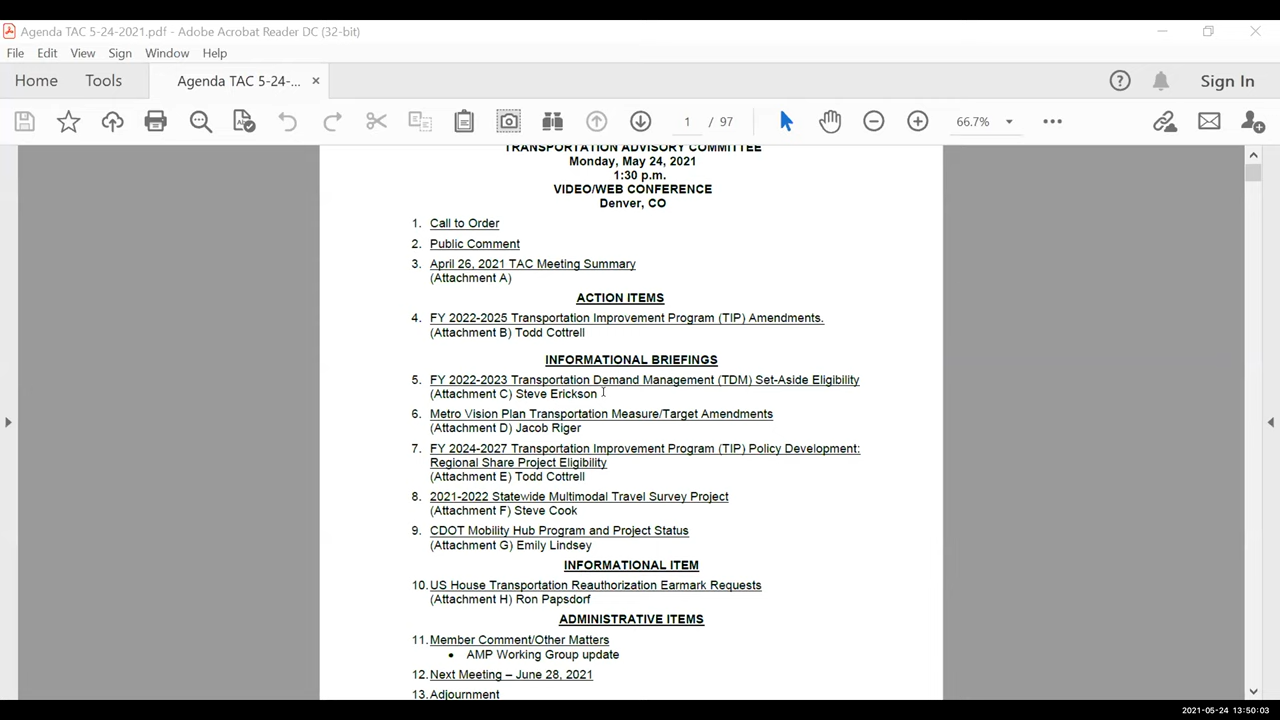 Agenda TAC 5-24-2021.pdf - Adobe Acrobat Reader DC (32-bit)
File Edit View Sign Window Help
Home Tools Agenda TAC 5-24-... × Sign In
1 / 97 66.7%
TRANSPORTATION ADVISORY COMMITTEE
Monday, May 24, 2021
1:30 p.m.
VIDEO/WEB CONFERENCE
Denver, CO
1. Call to Order
2. Public Comment
3. April 26, 2021 TAC Meeting Summary
(Attachment A)
ACTION ITEMS
4. FY 2022-2025 Transportation Improvement Program (TIP) Amendments.
(Attachment B) Todd Cottrell
INFORMATIONAL BRIEFINGS
5. FY 2022-2023 Transportation Demand Management (TDM) Set-Aside Eligibility
(Attachment C) Steve Erickson
6. Metro Vision Plan Transportation Measure/Target Amendments
(Attachment D) Jacob Riger
7. FY 2024-2027 Transportation Improvement Program (TIP) Policy Development:
Regional Share Project Eligibility
(Attachment E) Todd Cottrell
8. 2021-2022 Statewide Multimodal Travel Survey Project
(Attachment F) Steve Cook
9. CDOT Mobility Hub Program and Project Status
(Attachment G) Emily Lindsey
INFORMATIONAL ITEM
10. US House Transportation Reauthorization Earmark Requests
(Attachment H) Ron Papsdorf
ADMINISTRATIVE ITEMS
11. Member Comment/Other Matters
• AMP Working Group update
12. Next Meeting – June 28, 2021
13. Adjournment
2021-05-24 13:50:03